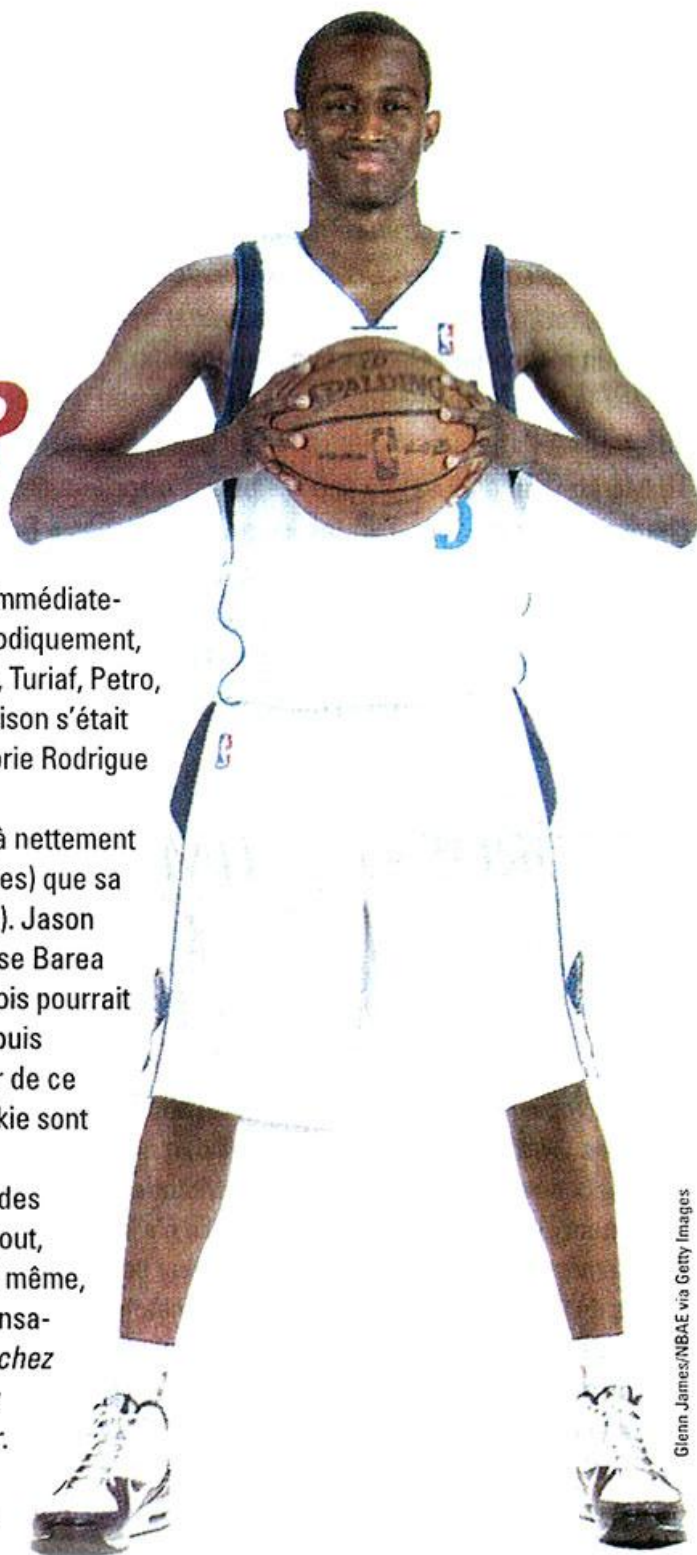 ?
SPALDING
3
mmédiate-
odiquement,
, Turiaf, Petro,
ison s'était
orie Rodrigue
à nettement
es) que sa
). Jason
se Barea
ois pourrait
puis
r de ce
kie sont
des
out,
même,
nsa-
chez
r.
Glenn James/NBAE via Getty Images